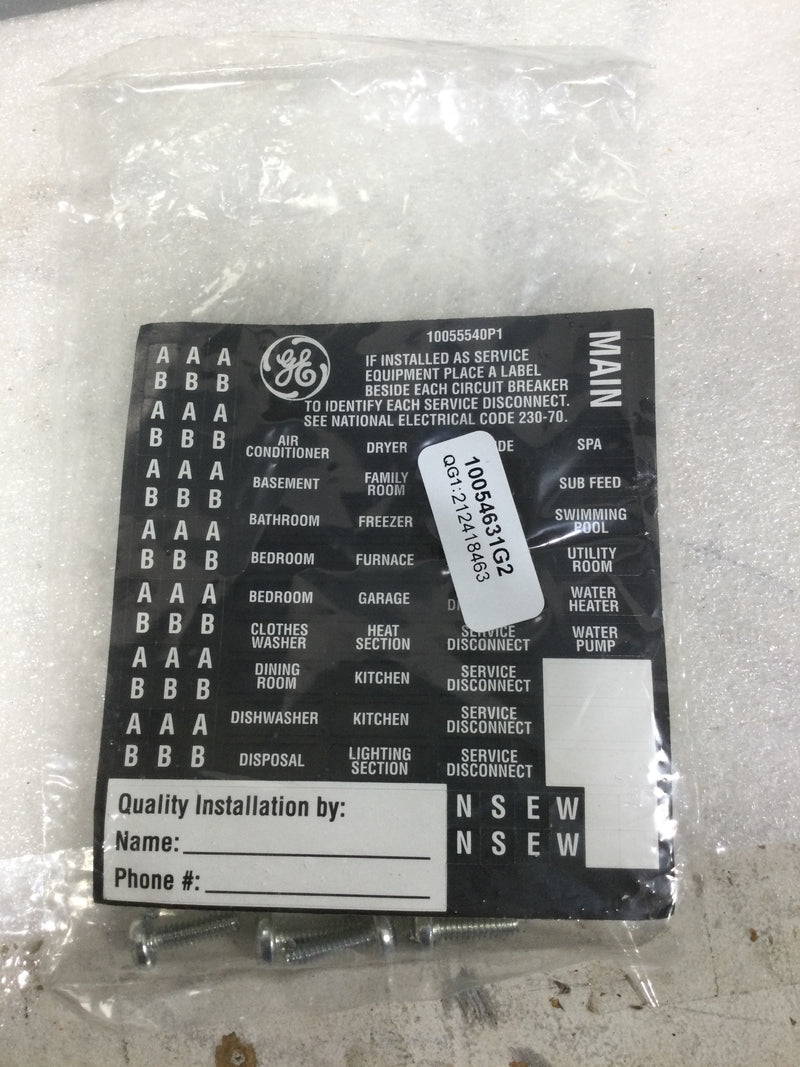 10055540P1
IF INSTALLED AS SERVICE
EQUIPMENT PLACE A LABEL
BESIDE EACH CIRCUIT BREAKER
TO IDENTIFY EACH SERVICE DISCONNECT.
SEE NATIONAL ELECTRICAL CODE 230-70.
GE
MAIN
A A A
B B B
A A A
B B B
A A A
B B B
A A A
B B B
A A A
B B B
A A A
B B B
A A A
B B B
AIR
CONDITIONER
BASEMENT
BATHROOM
BEDROOM
BEDROOM
CLOTHES
WASHER
DINING
ROOM
DISHWASHER
DISPOSAL
DRYER
FAMILY
ROOM
FREEZER
FURNACE
GARAGE
HEAT
SECTION
KITCHEN
KITCHEN
LIGHTING
SECTION
10054631G2
QG1:212418463
SERVICE
DISCONNECT
SERVICE
DISCONNECT
SERVICE
DISCONNECT
SERVICE
DISCONNECT
SPA
SUB FEED
SWIMMING
POOL
UTILITY
ROOM
WATER
HEATER
WATER
PUMP
N S E W
N S E W
Quality Installation by:
Name:
Phone #: